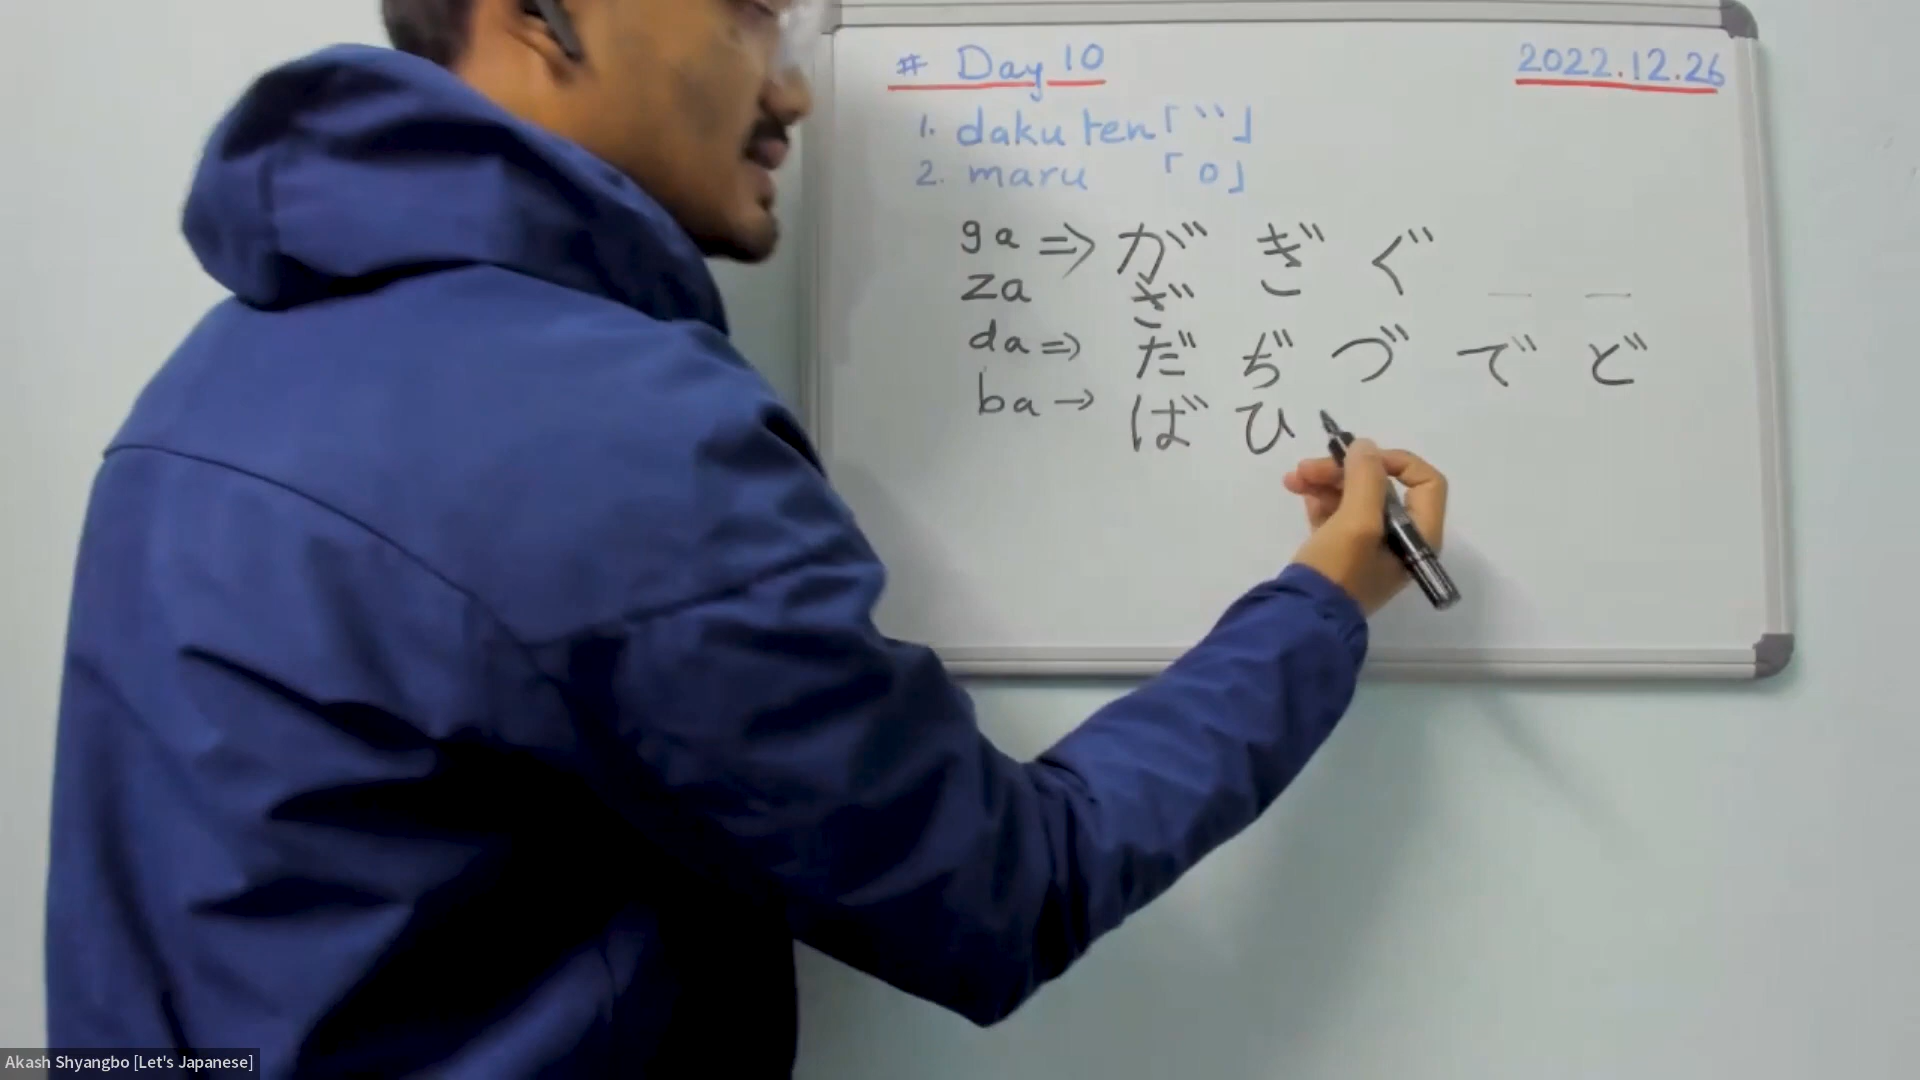 # Day 10
2022.12.26
1. dakuten「〃」
2. maru 「o」
ga => が ぎ ぐ
za ざ _ _
da => だ ぢ づ で ど
ba → ば ひ
Akash Shyangbo [Let's Japanese]